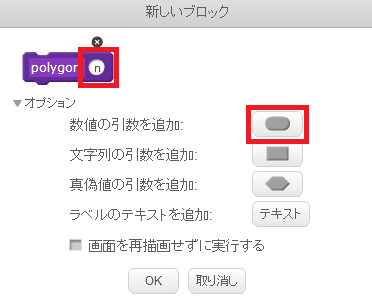 新しいブロック
polygon n
オプション
数値の引数を追加:
文字列の引数を追加:
真偽値の引数を追加:
ラベルのテキストを追加: テキスト
画面を再描画せずに実行する
OK 取り消し